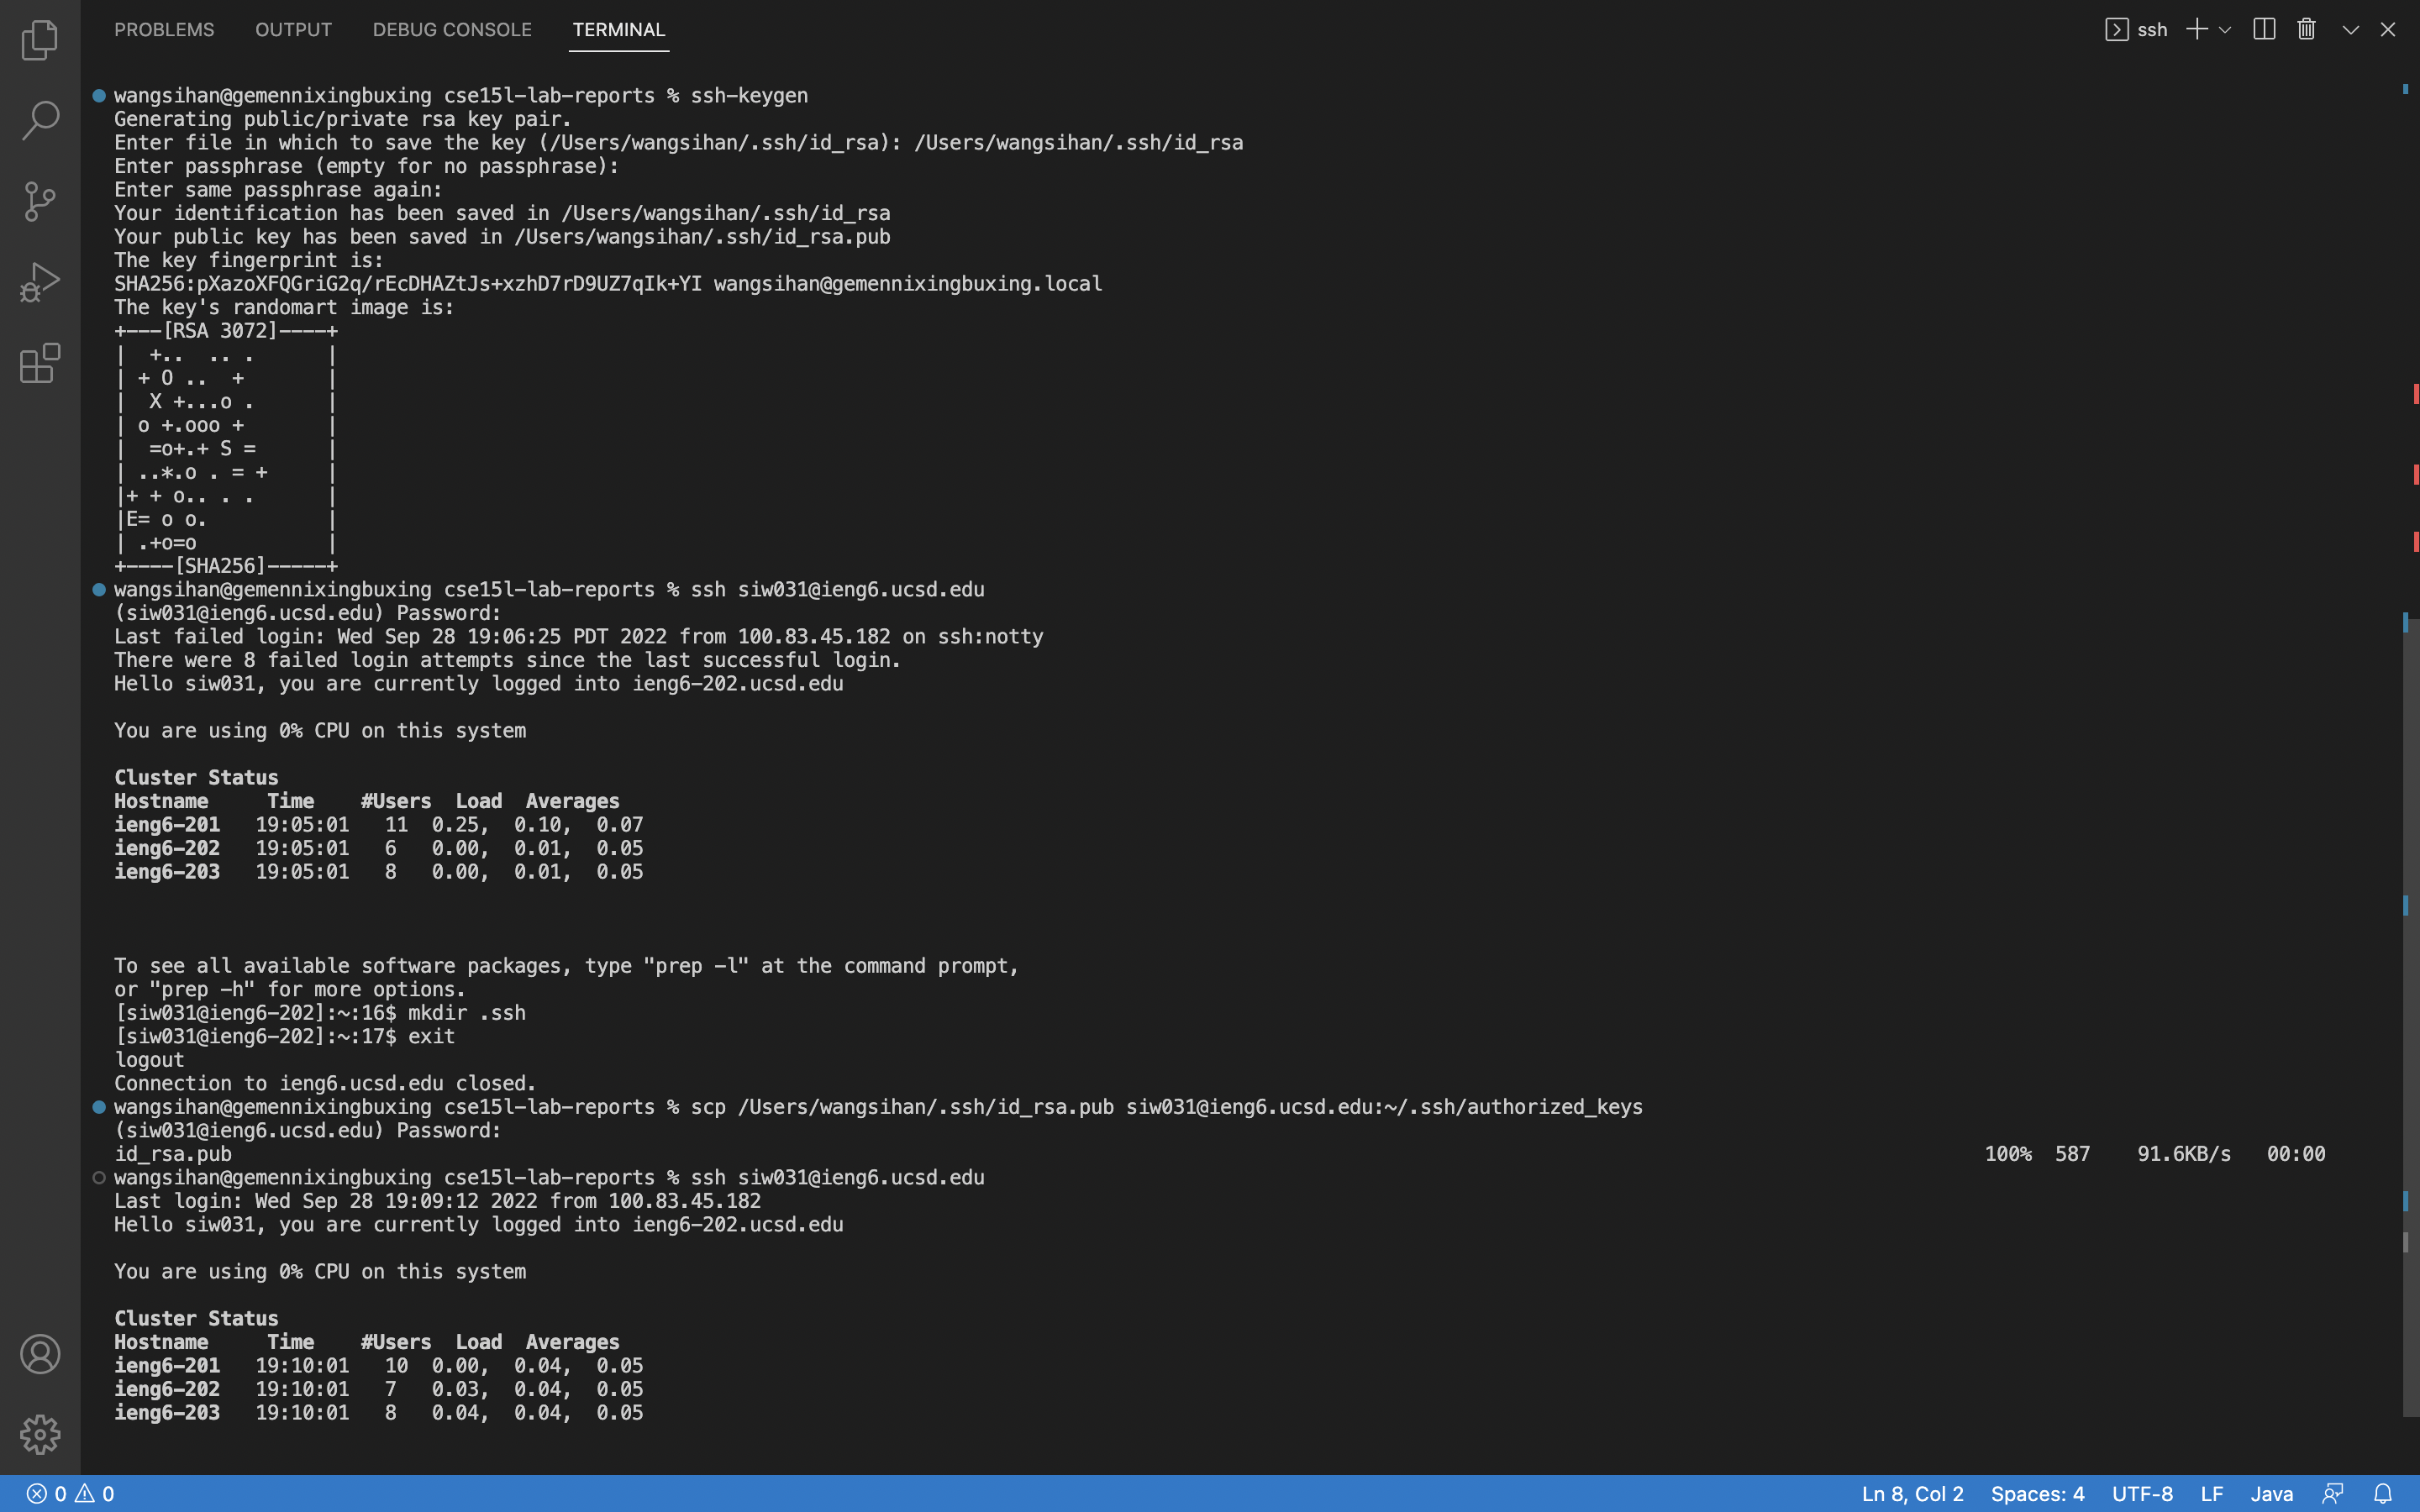 PROBLEMS OUTPUT DEBUG CONSOLE TERMINAL ssh
wangsihan@gemennixingbuxing cse15l-lab-reports % ssh-keygen
Generating public/private rsa key pair.
Enter file in which to save the key (/Users/wangsihan/.ssh/id_rsa): /Users/wangsihan/.ssh/id_rsa
Enter passphrase (empty for no passphrase):
Enter same passphrase again:
Your identification has been saved in /Users/wangsihan/.ssh/id_rsa
Your public key has been saved in /Users/wangsihan/.ssh/id_rsa.pub
The key fingerprint is:
SHA256:pXazoXFQGriG2q/rEcDHAZtJs+xzhD7rD9UZ7qIk+YI wangsihan@gemennixingbuxing.local
The key's randomart image is:
+---[RSA 3072]----+
|  +..  .. .      |
| + O ..  +       |
|  X +...o .      |
| o +.ooo +       |
|  =o+.+ S =      |
| ..*.o . = +     |
|+ + o.. . .      |
|E= o o.          |
| .+o=o           |
+----[SHA256]-----+
wangsihan@gemennixingbuxing cse15l-lab-reports % ssh siw031@ieng6.ucsd.edu
(siw031@ieng6.ucsd.edu) Password:
Last failed login: Wed Sep 28 19:06:25 PDT 2022 from 100.83.45.182 on ssh:notty
There were 8 failed login attempts since the last successful login.
Hello siw031, you are currently logged into ieng6-202.ucsd.edu
You are using 0% CPU on this system
Cluster Status
Hostname     Time    #Users  Load  Averages
ieng6-201   19:05:01   11  0.25,  0.10,  0.07
ieng6-202   19:05:01   6   0.00,  0.01,  0.05
ieng6-203   19:05:01   8   0.00,  0.01,  0.05
To see all available software packages, type "prep -l" at the command prompt,
or "prep -h" for more options.
[siw031@ieng6-202]:~:16$ mkdir .ssh
[siw031@ieng6-202]:~:17$ exit
logout
Connection to ieng6.ucsd.edu closed.
wangsihan@gemennixingbuxing cse15l-lab-reports % scp /Users/wangsihan/.ssh/id_rsa.pub siw031@ieng6.ucsd.edu:~/.ssh/authorized_keys
(siw031@ieng6.ucsd.edu) Password:
id_rsa.pub 100% 587 91.6KB/s 00:00
wangsihan@gemennixingbuxing cse15l-lab-reports % ssh siw031@ieng6.ucsd.edu
Last login: Wed Sep 28 19:09:12 2022 from 100.83.45.182
Hello siw031, you are currently logged into ieng6-202.ucsd.edu
You are using 0% CPU on this system
Cluster Status
Hostname     Time    #Users  Load  Averages
ieng6-201   19:10:01   10  0.00,  0.04,  0.05
ieng6-202   19:10:01   7   0.03,  0.04,  0.05
ieng6-203   19:10:01   8   0.04,  0.04,  0.05
0 0 Ln 8, Col 2 Spaces: 4 UTF-8 LF Java